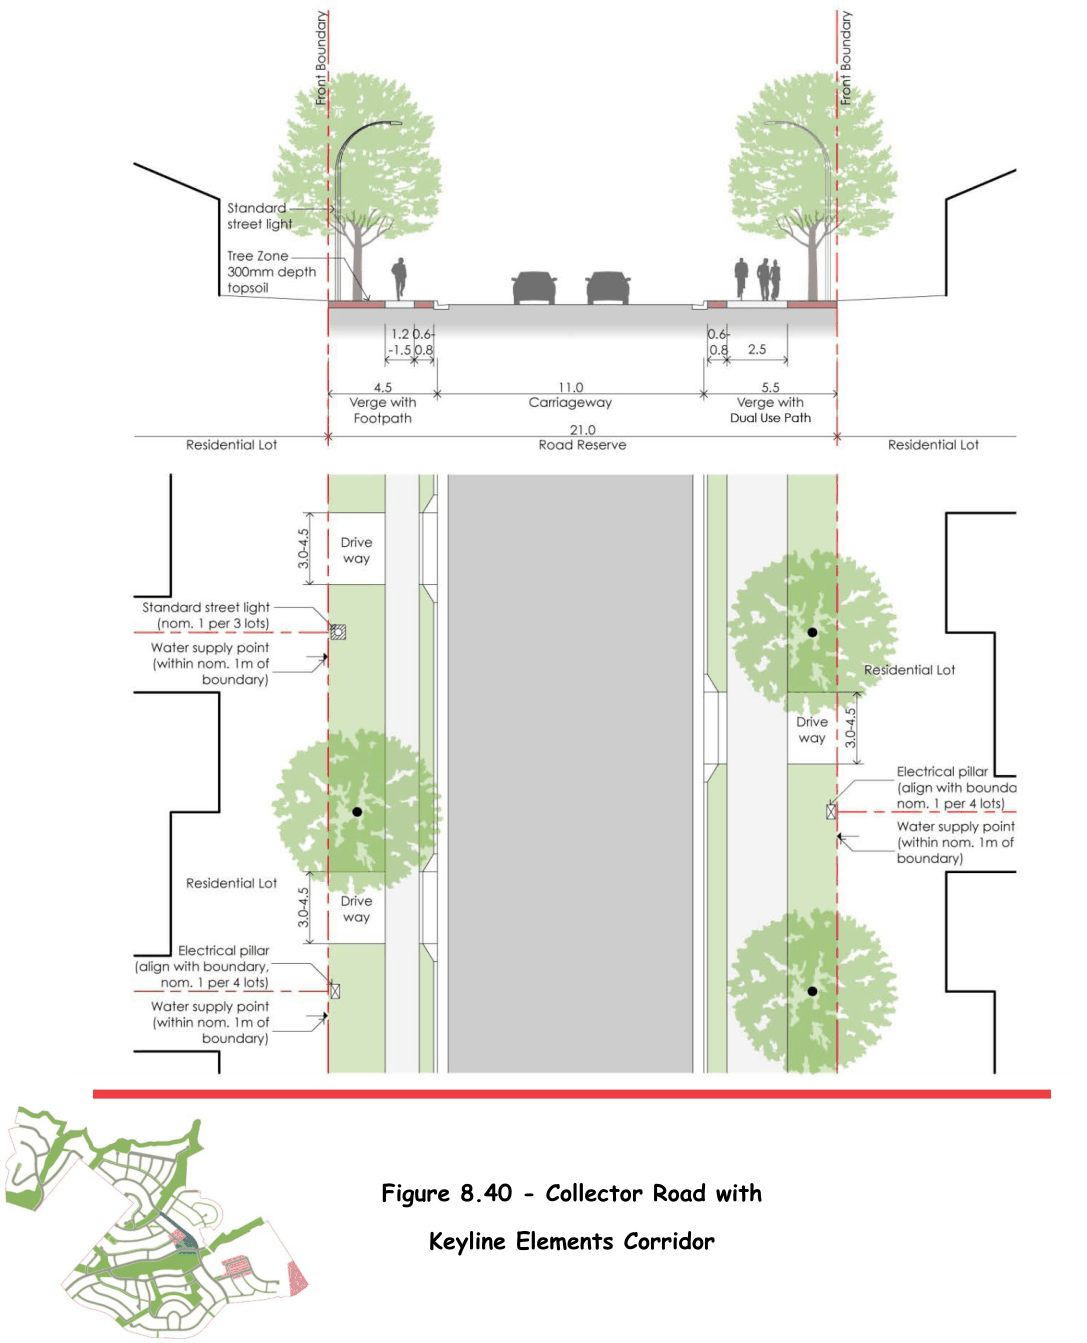 Front Boundary
Front Boundary
Standard
street light
Tree Zone
300mm depth
topsoil
1.2
-1.5
0.6-
0.8
0.6-
0.8
2.5
4.5
Verge with
Footpath
11.0
Carriageway
5.5
Verge with
Dual Use Path
21.0
Residential Lot
Road Reserve
Residential Lot
3.0-4.5
Drive
way
Standard street light
(nom. 1 per 3 lots)
Water supply point
(within nom. 1m of
boundary)
Residential Lot
Drive
way
3.0-4.5
Electrical pillar
(align with bounda
nom. 1 per 4 lots)
Water supply point
(within nom. 1m of
boundary)
Residential Lot
3.0-4.5
Drive
way
Electrical pillar
(align with boundary,
nom. 1 per 4 lots)
Water supply point
(within nom. 1m of
boundary)
Figure 8.40 - Collector Road with
Keyline Elements Corridor